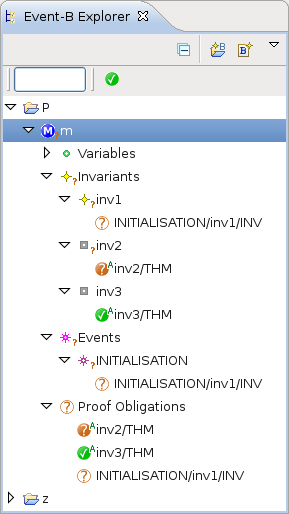 Event-B Explorer
P
M m
Variables
Invariants
inv1
INITIALISATION/inv1/INV
inv2
A inv2/THM
inv3
A inv3/THM
Events
INITIALISATION
INITIALISATION/inv1/INV
Proof Obligations
A inv2/THM
A inv3/THM
INITIALISATION/inv1/INV
z